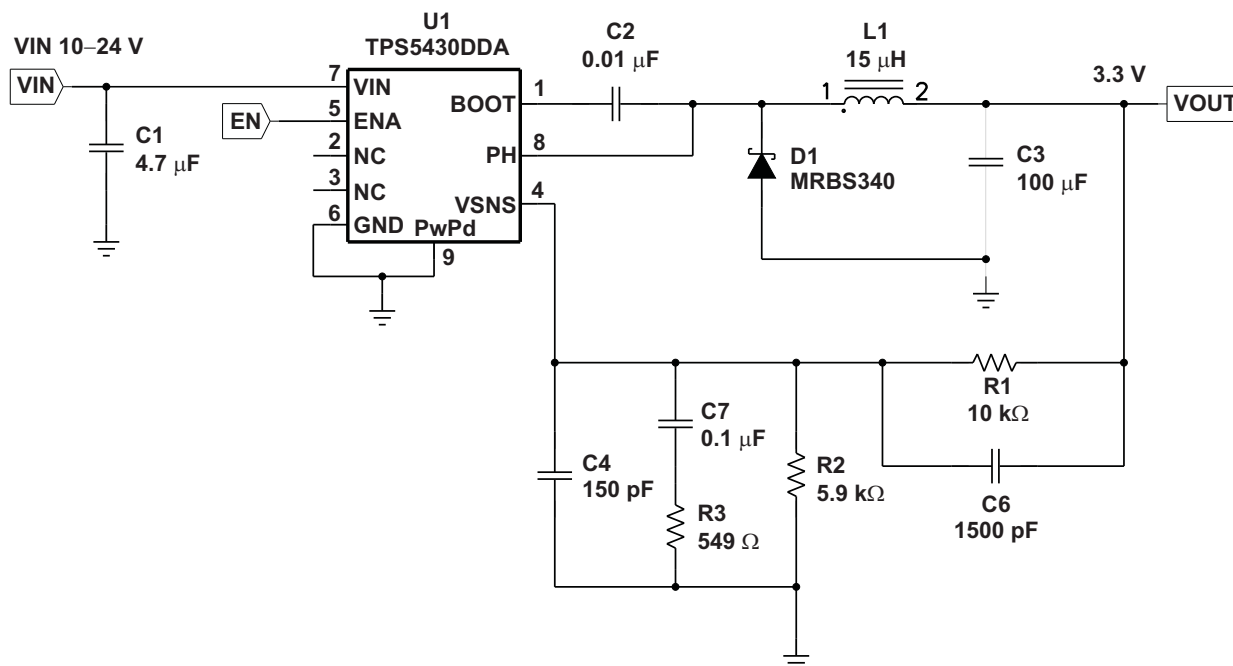 U1
TPS5430DDA
VIN 10–24 V
VIN
C1
4.7 μF
EN
7
VIN
5
ENA
2
NC
3
NC
6
GND
PwPd
9
BOOT
1
PH
8
VSNS
4
C2
0.01 μF
L1
15 μH
1
2
3.3 V
VOUT
D1
MRBS340
C3
100 μF
C4
150 pF
C7
0.1 μF
R3
549 Ω
R2
5.9 kΩ
R1
10 kΩ
C6
1500 pF